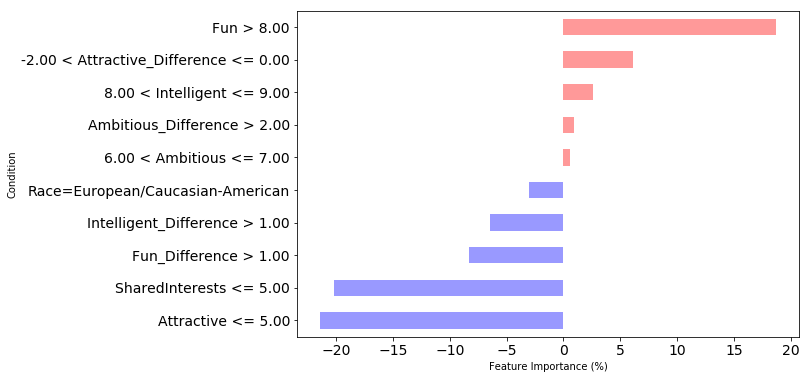 Fun > 8.00
-2.00 < Attractive_Difference <= 0.00
8.00 < Intelligent <= 9.00
Ambitious_Difference > 2.00
6.00 < Ambitious <= 7.00
Race=European/Caucasian-American
Intelligent_Difference > 1.00
Fun_Difference > 1.00
SharedInterests <= 5.00
Attractive <= 5.00
Condition
−20 −15 −10 −5 0 5 10 15 20
Feature Importance (%)